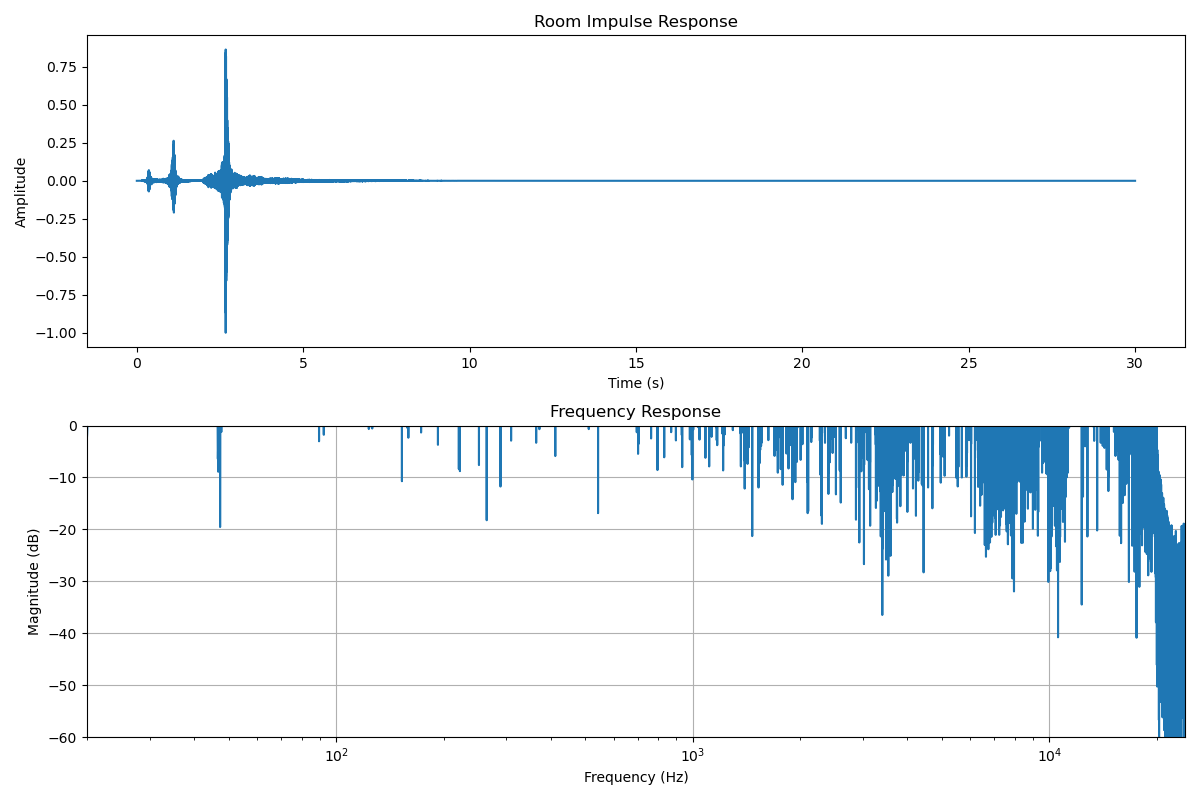 Room Impulse Response
0.75
0.50
0.25
0.00
−0.25
−0.50
−0.75
−1.00
Amplitude
0 5 10 15 20 25 30
Time (s)
Frequency Response
0
−10
−20
−30
−40
−50
−60
Magnitude (dB)
10² 10³ 10⁴
Frequency (Hz)